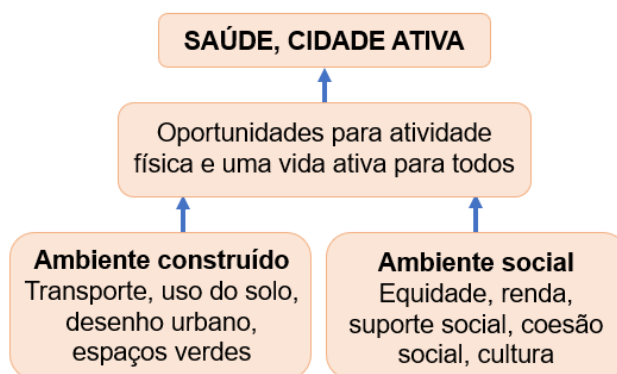 SAÚDE, CIDADE ATIVA
Oportunidades para atividade
física e uma vida ativa para todos
Ambiente construído
Transporte, uso do solo,
desenho urbano,
espaços verdes
Ambiente social
Equidade, renda,
suporte social, coesão
social, cultura